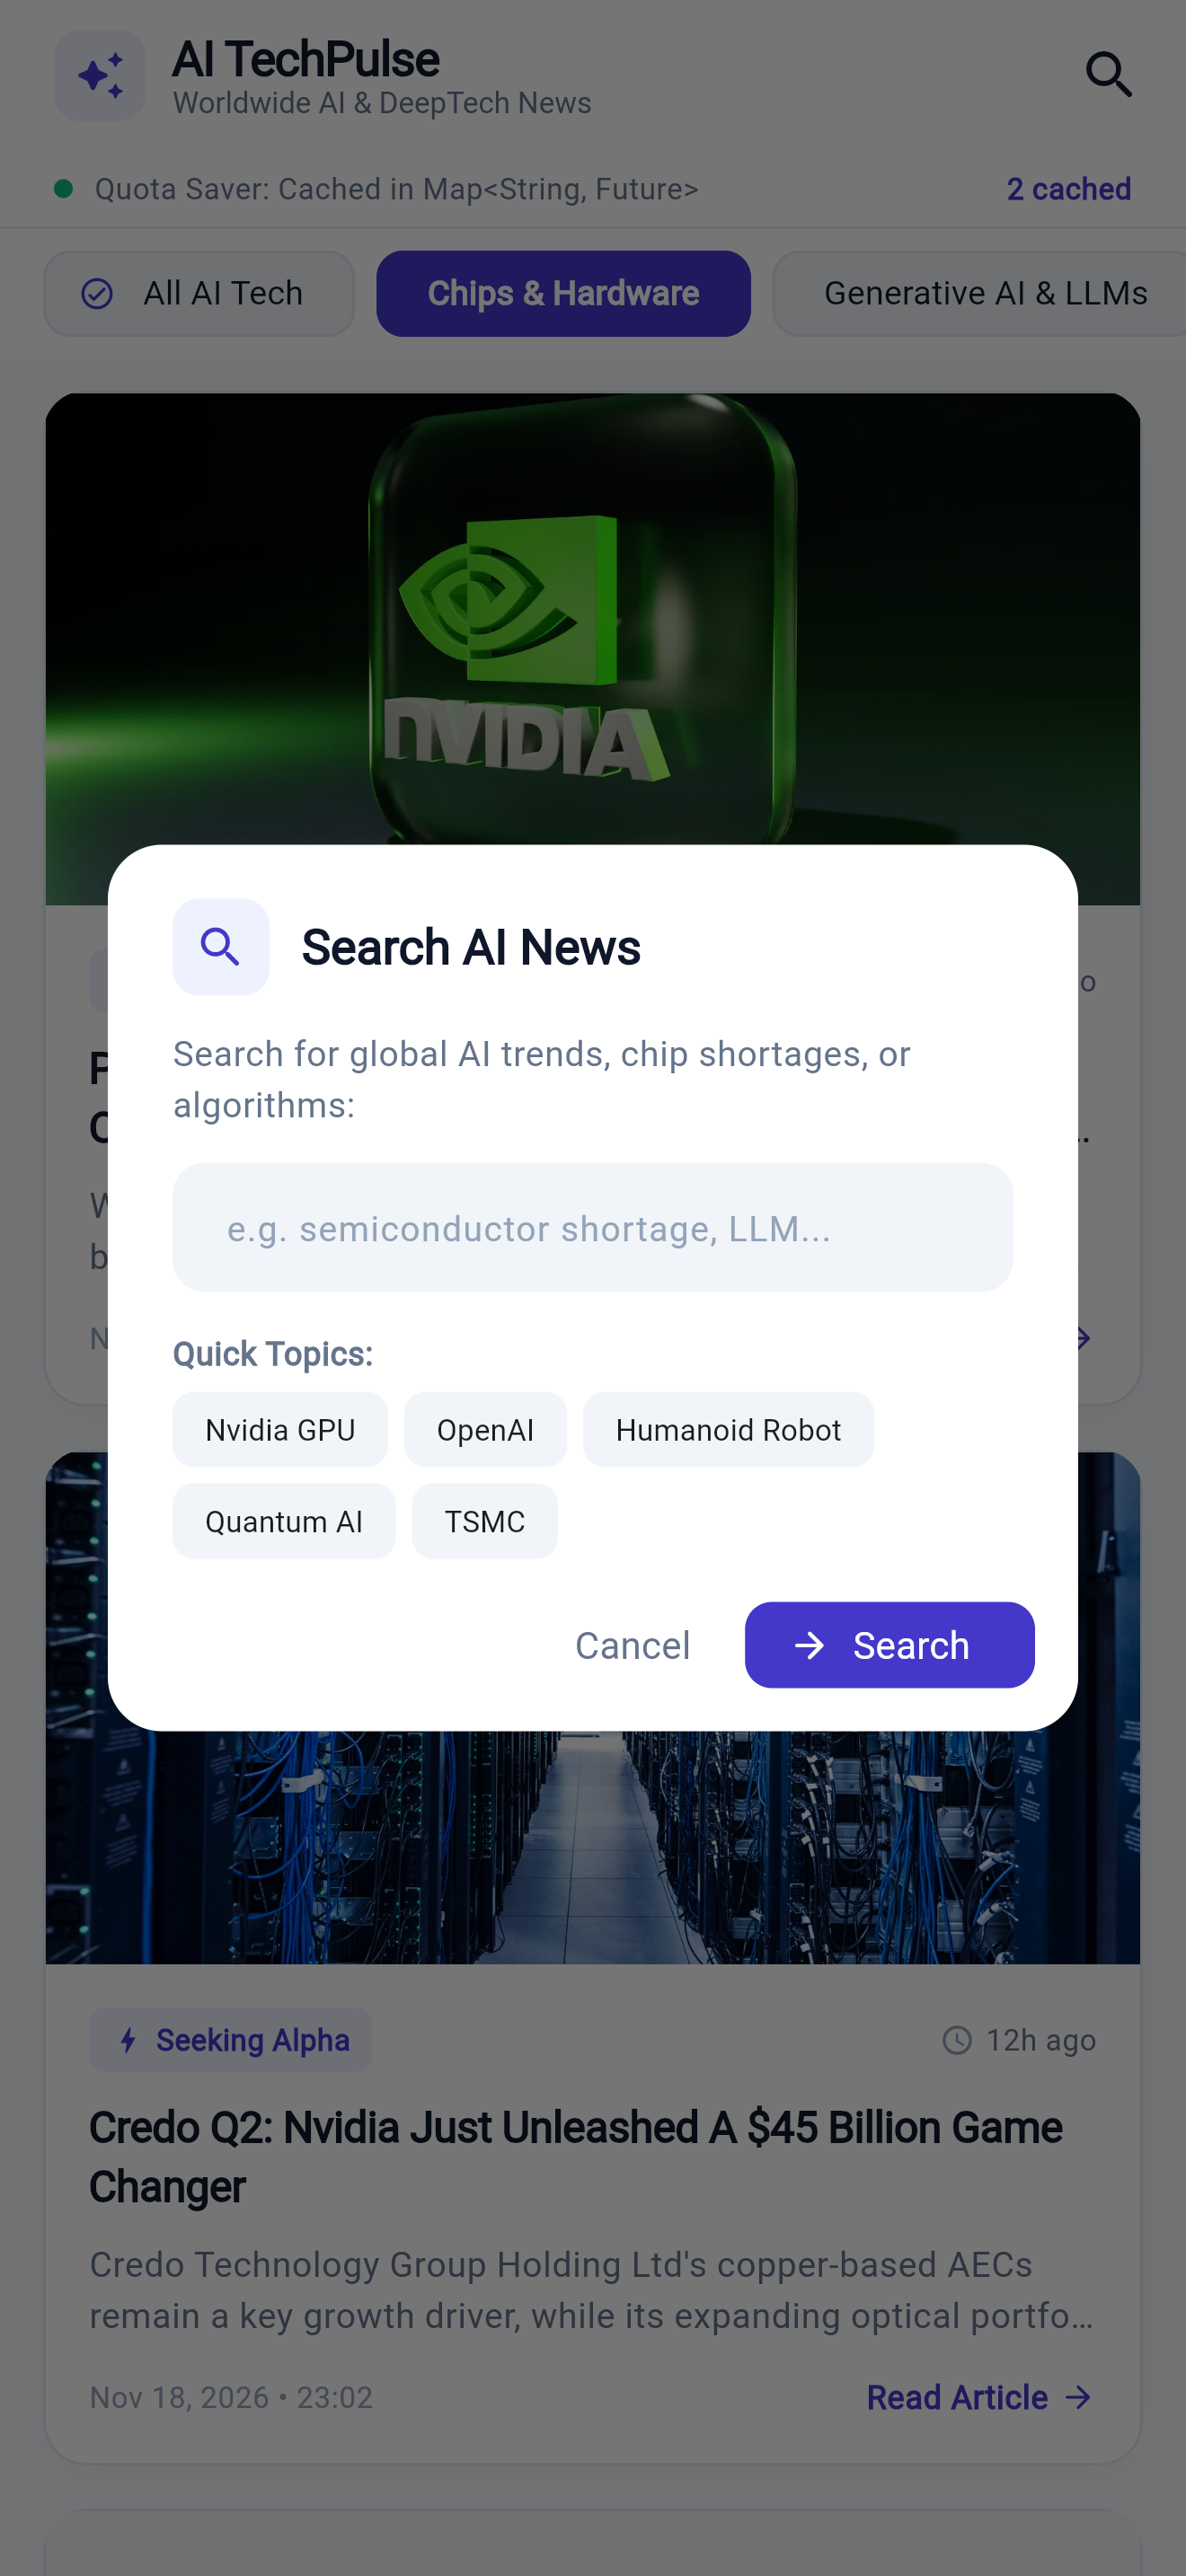 AI TechPulse
Worldwide AI & DeepTech News
Quota Saver: Cached in Map<String, Future>
2 cached
All AI Tech
Chips & Hardware
Generative AI & LLMs
nVIDIA
Search AI News
Search for global AI trends, chip shortages, or
algorithms:
e.g. semiconductor shortage, LLM...
Quick Topics:
Nvidia GPU
OpenAI
Humanoid Robot
Quantum AI
TSMC
Cancel
Search
Seeking Alpha
12h ago
Credo Q2: Nvidia Just Unleashed A $45 Billion Game
Changer
Credo Technology Group Holding Ltd's copper-based AECs
remain a key growth driver, while its expanding optical portfo…
Nov 18, 2026 • 23:02
Read Article